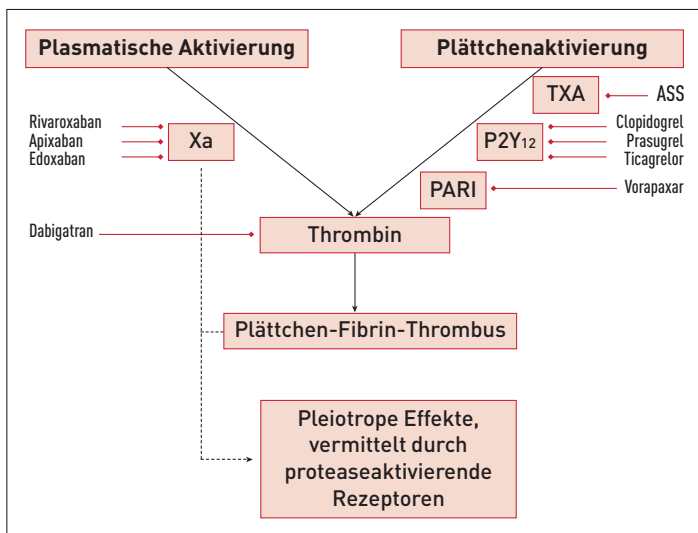 Plasmatische Aktivierung
Plättchenaktivierung
TXA
ASS
Rivaroxaban
Apixaban
Edoxaban
Xa
P2Y12
Clopidogrel
Prasugrel
Ticagrelor
PARI
Vorapaxar
Dabigatran
Thrombin
Plättchen-Fibrin-Thrombus
Pleiotrope Effekte,
vermittelt durch
proteaseaktivierende
Rezeptoren